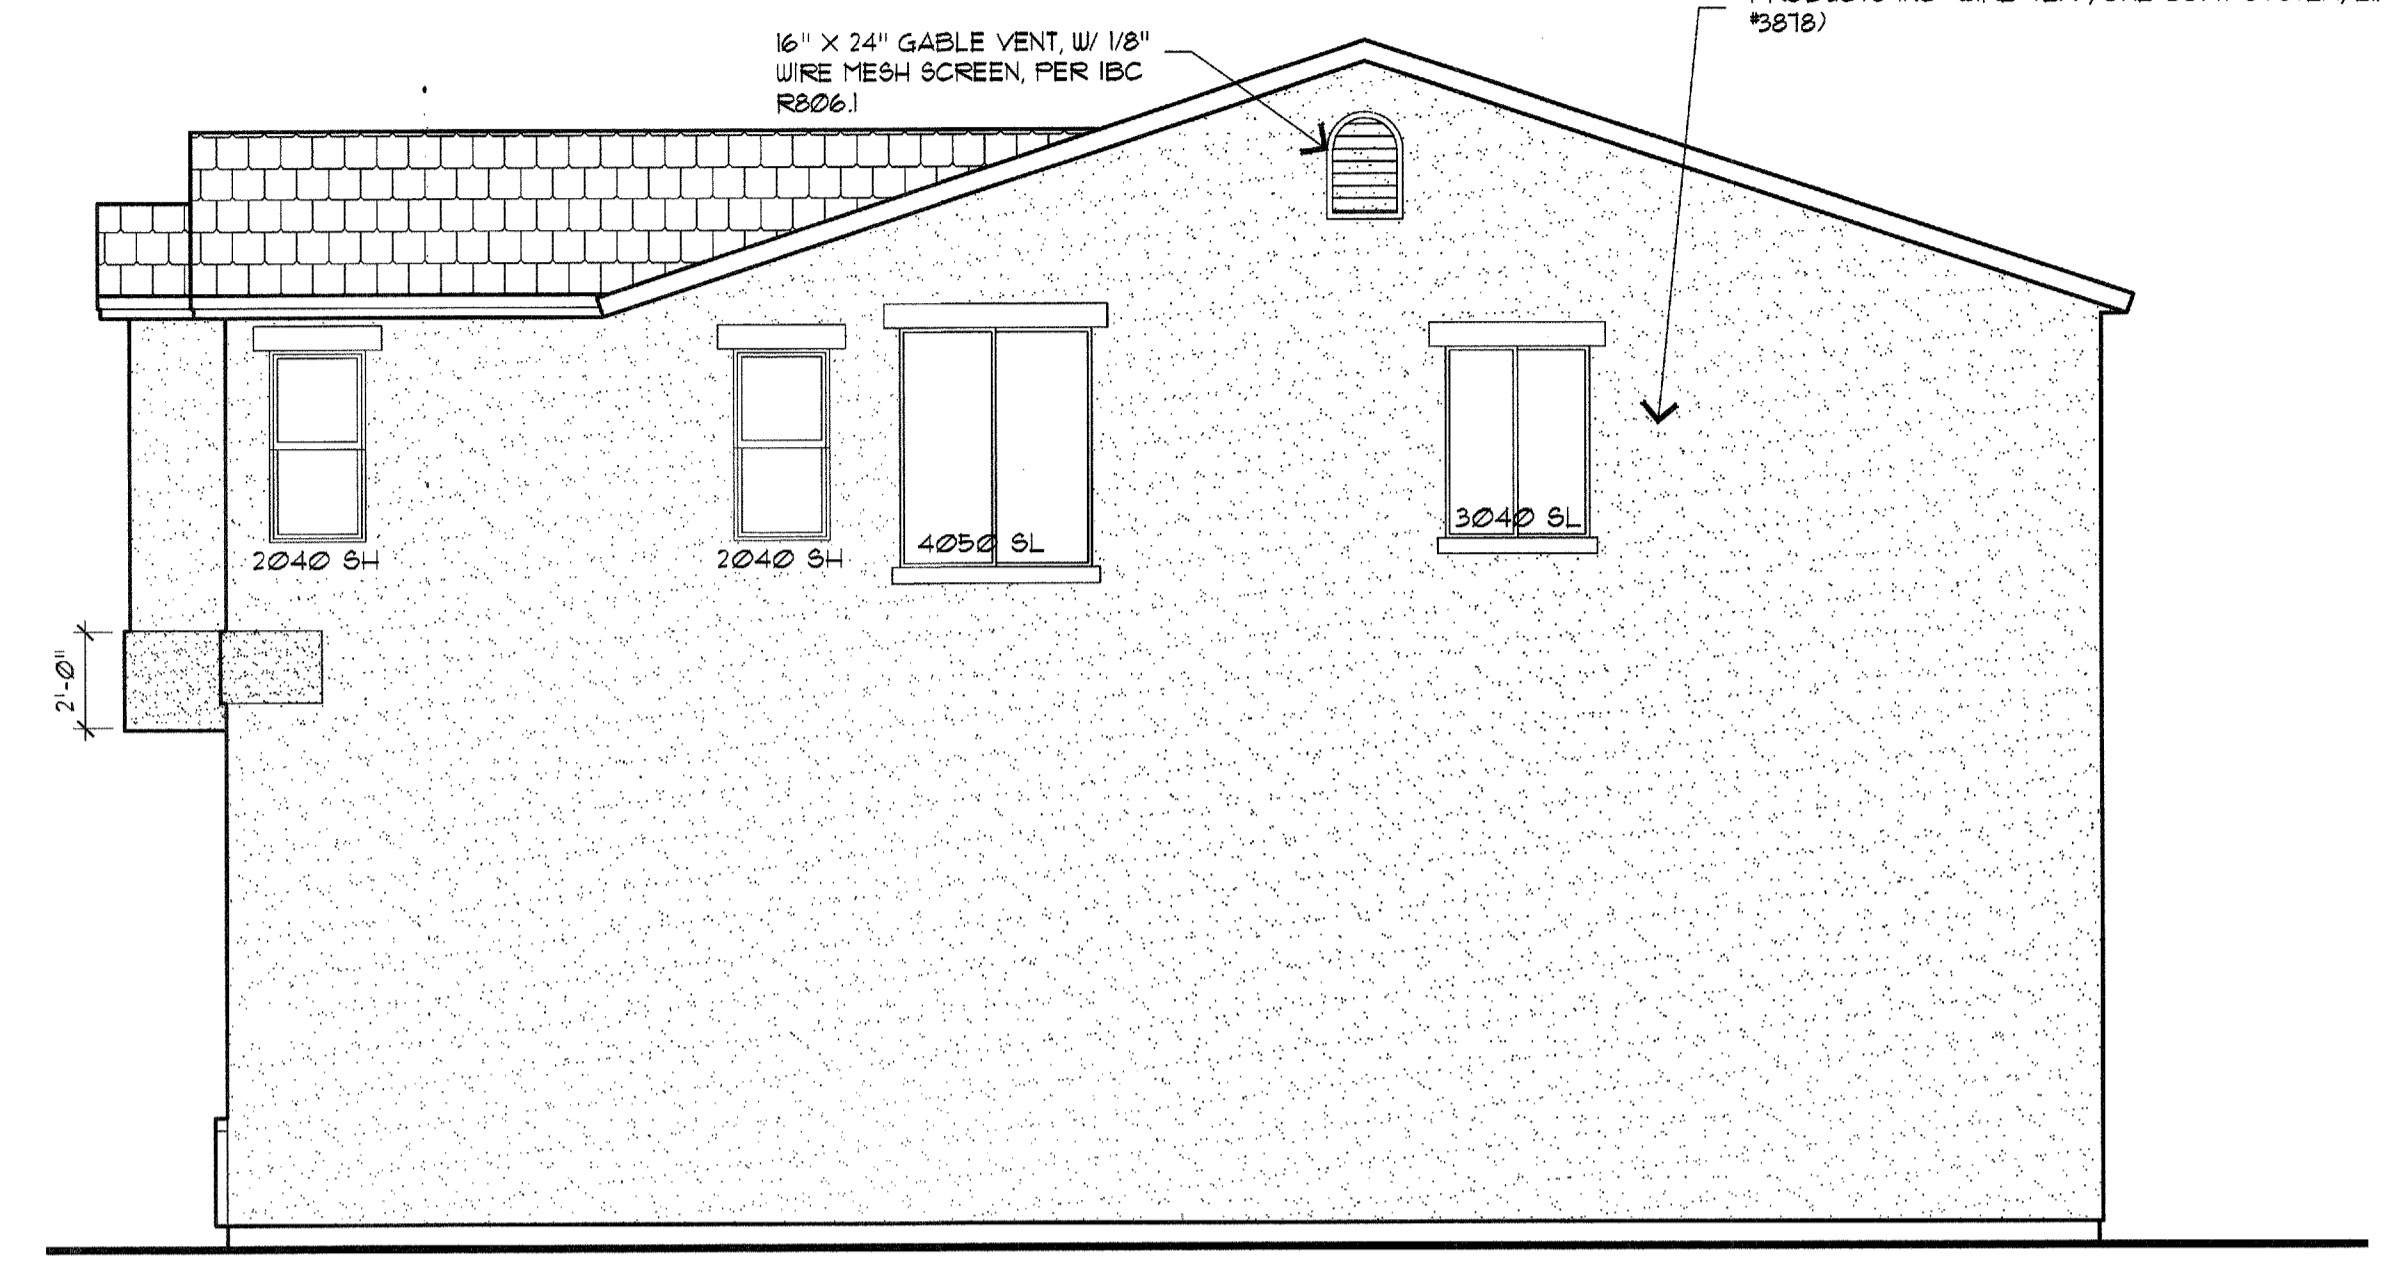 #3878)
16" X 24" GABLE VENT, W/ 1/8"
WIRE MESH SCREEN, PER IBC
R806.1
2040 SH
2040 SH
4050 SL
3040 SL
2'-0"